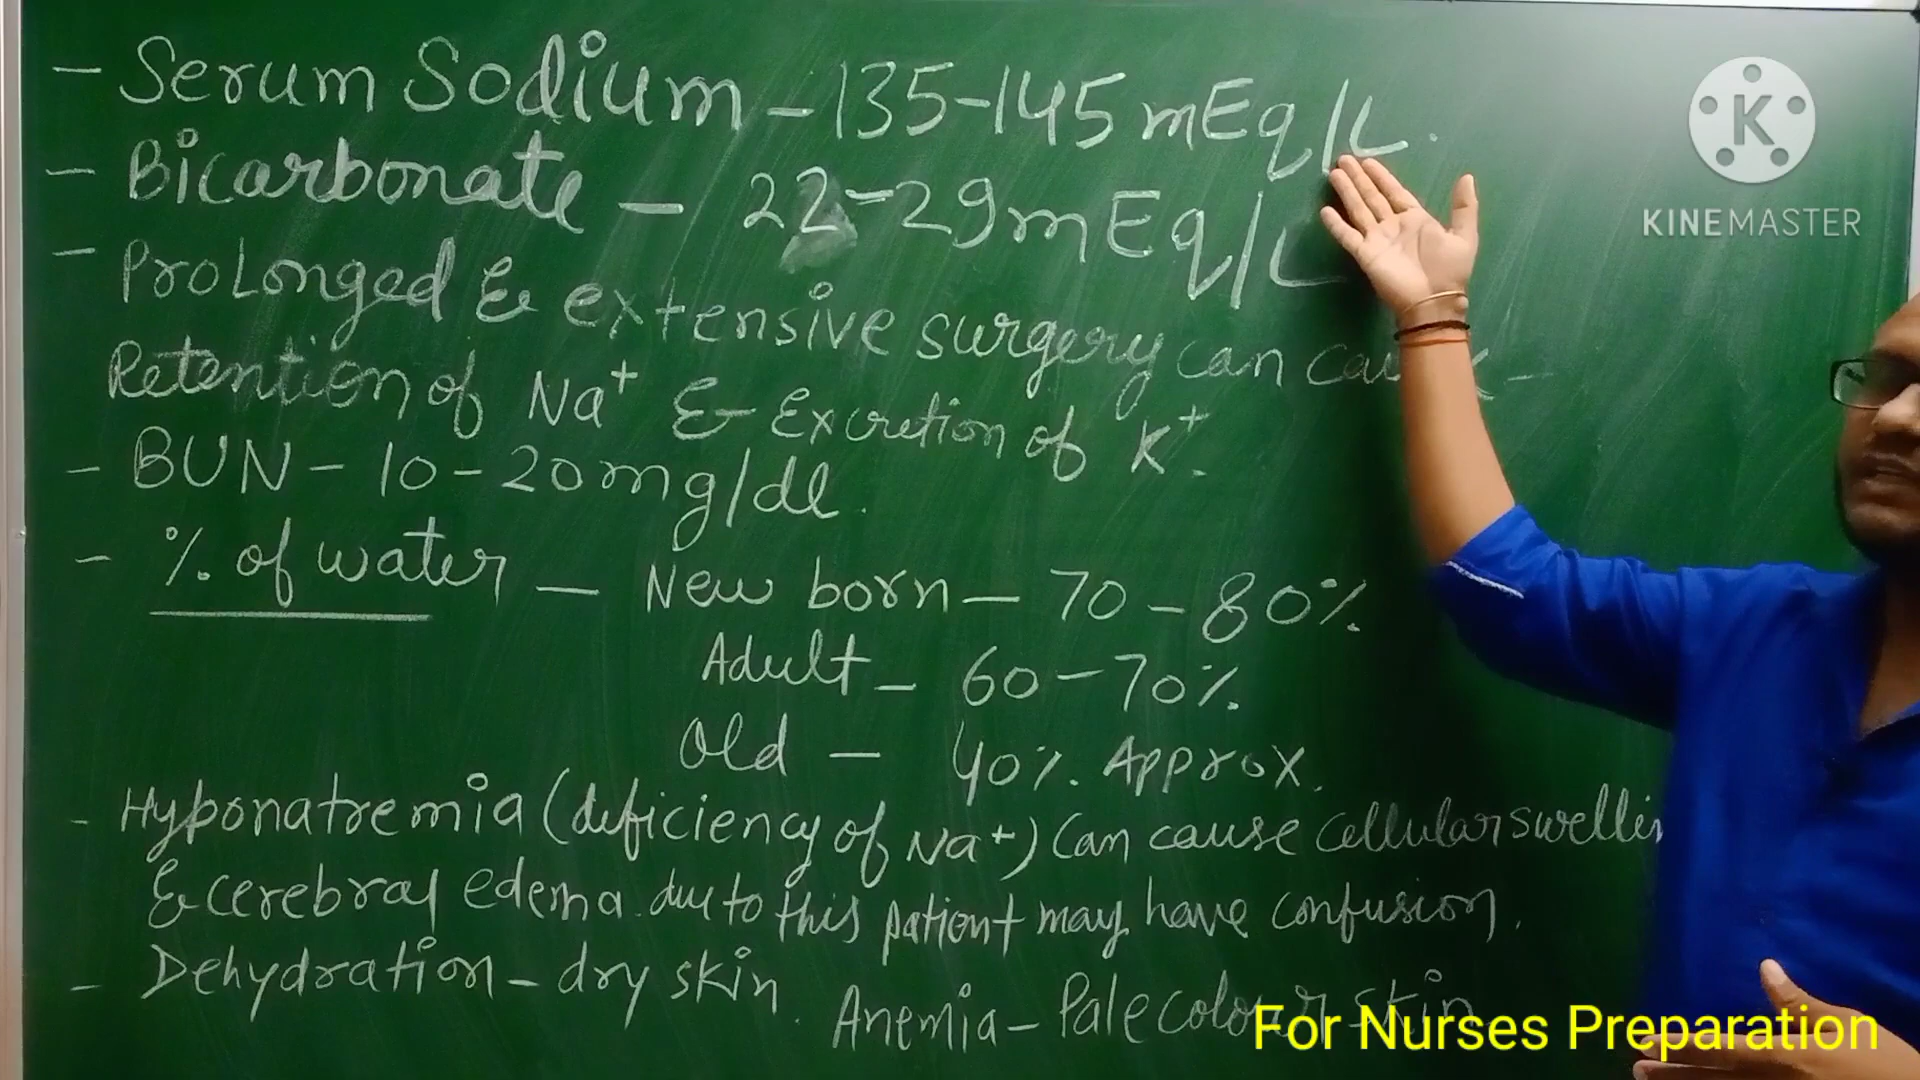 - Serum Sodium - 135-145 mEq/L.
- Bicarbonate - 22-29 mEq/L
- Prolonged & extensive surgery can cause -
Retention of Na+ & Excretion of K+.
- BUN - 10-20 mg/dl.
- % of water - New born - 70-80%
Adult - 60-70%
Old - 40% Approx.
- Hyponatremia (deficiency of Na+) can cause cellular swellin
& cerebral edema. due to this patient may have confusion.
- Dehydration - dry skin. Anemia - Pale colour skin
K
KINEMASTER
For Nurses Preparation